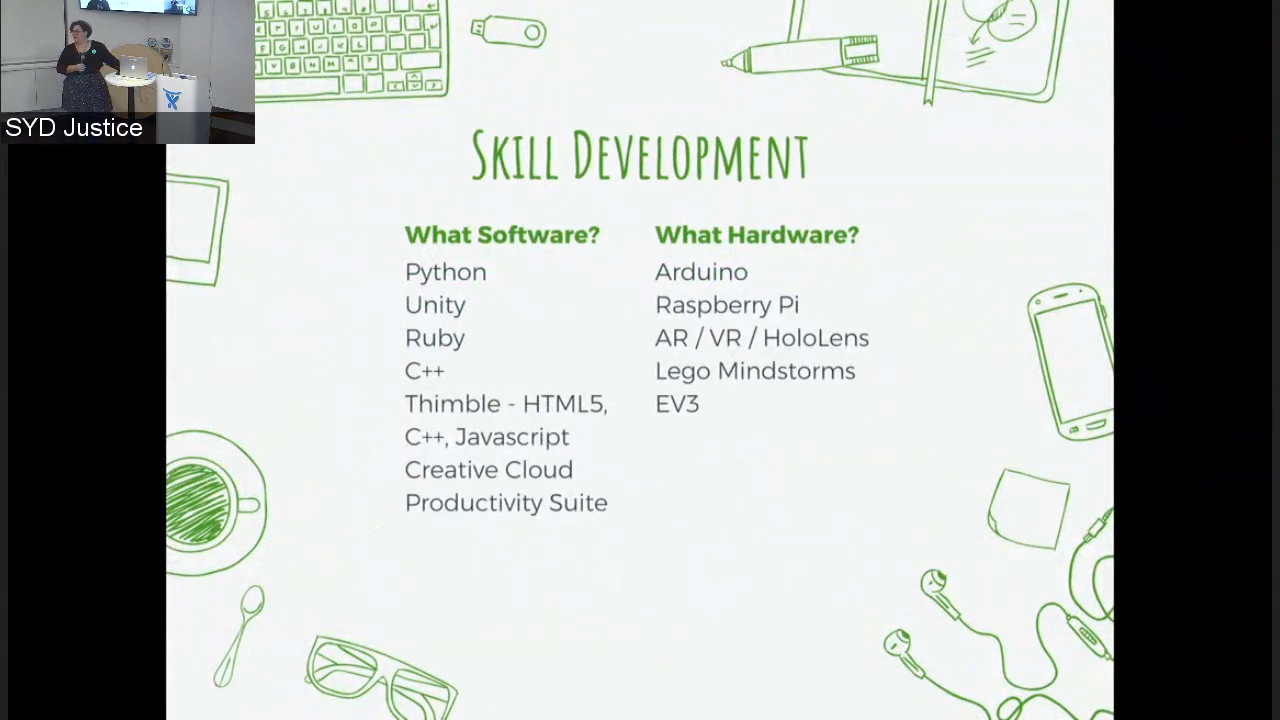 SYD Justice
SKILL DEVELOPMENT
What Software?
Python
Unity
Ruby
C++
Thimble - HTML5,
C++, Javascript
Creative Cloud
Productivity Suite
What Hardware?
Arduino
Raspberry Pi
AR / VR / HoloLens
Lego Mindstorms
EV3